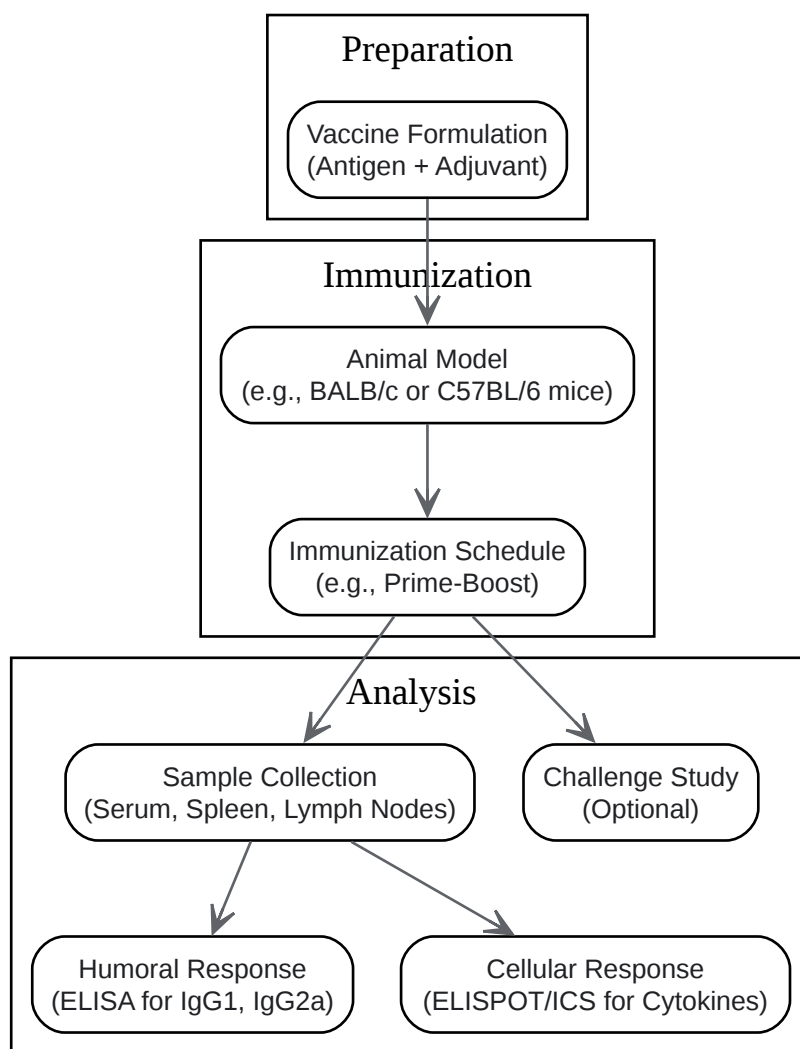 Preparation
Vaccine Formulation
(Antigen + Adjuvant)
Immunization
Animal Model
(e.g., BALB/c or C57BL/6 mice)
Immunization Schedule
(e.g., Prime-Boost)
Analysis
Sample Collection
(Serum, Spleen, Lymph Nodes)
Challenge Study
(Optional)
Humoral Response
(ELISA for IgG1, IgG2a)
Cellular Response
(ELISPOT/ICS for Cytokines)